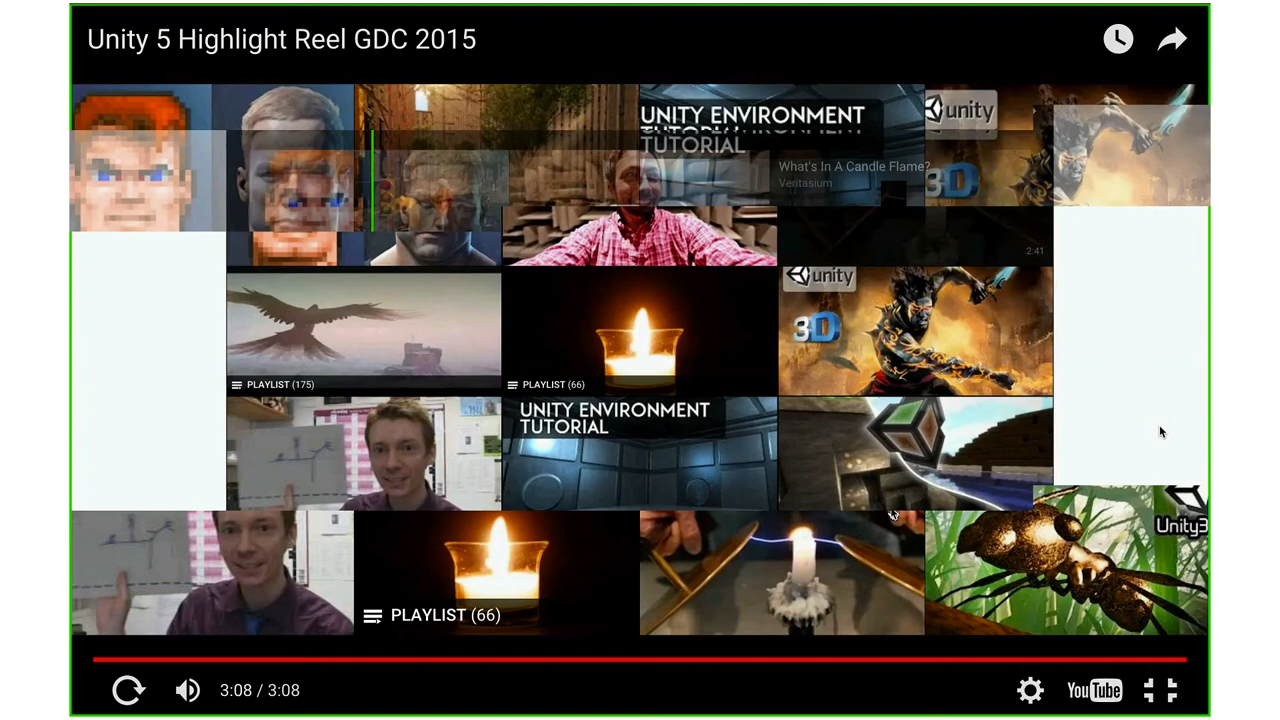 Unity 5 Highlight Reel GDC 2015
UNITY ENVIRONMENT
TUTORIAL
unity
What's In A Candle Flame?
Veritasium
3D
2:41
unity
3D
PLAYLIST (175)
PLAYLIST (66)
UNITY ENVIRONMENT
TUTORIAL
Unity3
PLAYLIST (66)
3:08 / 3:08
YouTube